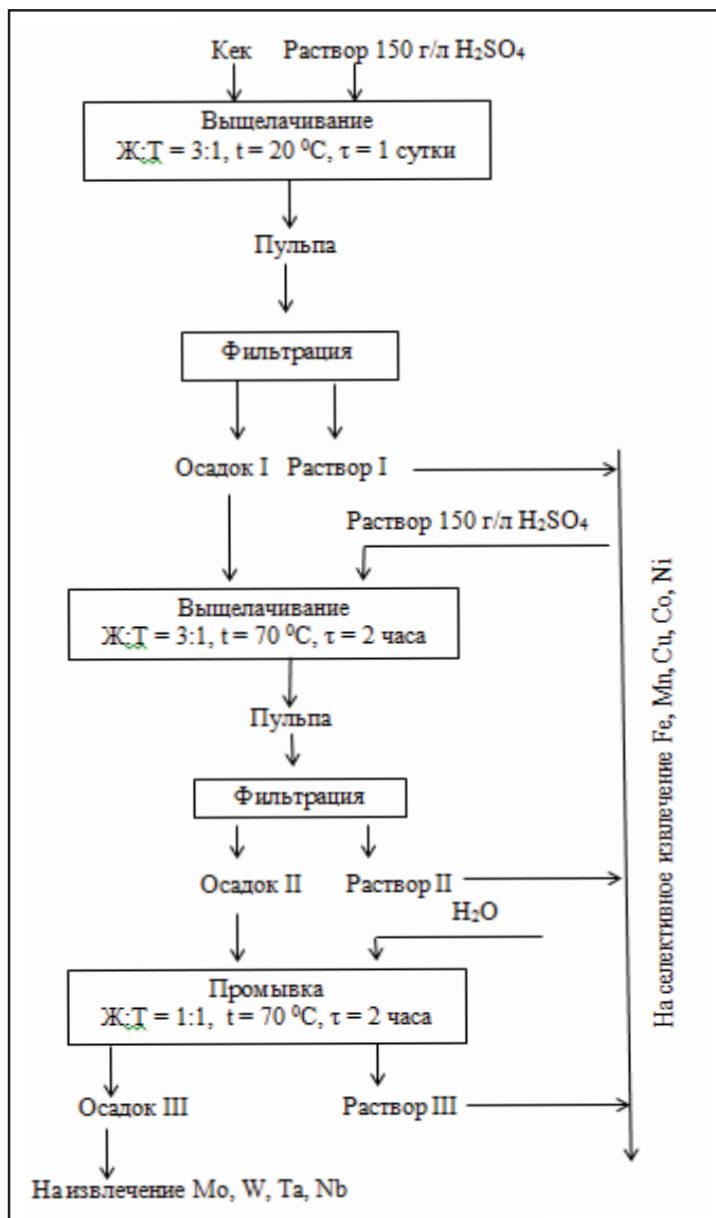 Кек Раствор 150 г/л H₂SO₄
Выщелачивание
Ж:Т = 3:1, t = 20 ⁰C, τ = 1 сутки
Пульпа
Фильтрация
Осадок I Раствор I
Раствор 150 г/л H₂SO₄
Выщелачивание
Ж:Т = 3:1, t = 70 ⁰C, τ = 2 часа
Пульпа
Фильтрация
Осадок II Раствор II
H₂O
Промывка
Ж:Т = 1:1, t = 70 ⁰C, τ = 2 часа
Осадок III Раствор III
На извлечение Mo, W, Ta, Nb
На селективное извлечение Fe, Mn, Cu, Co, Ni